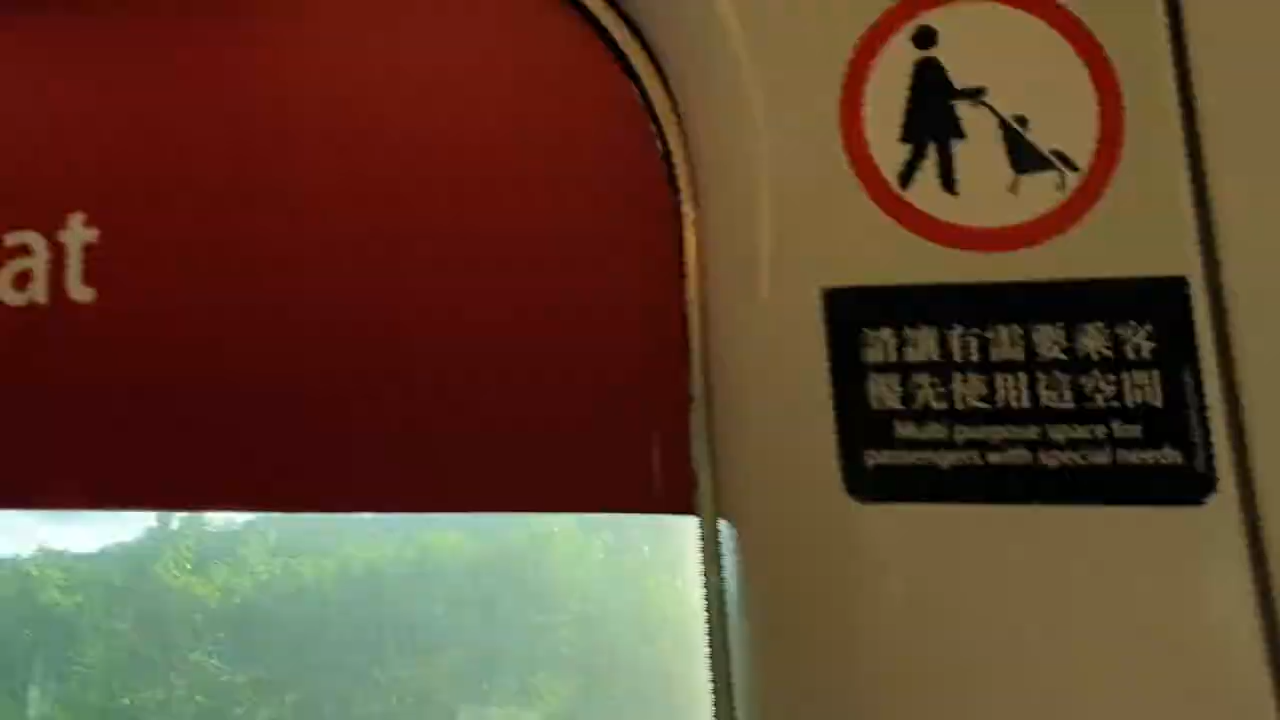 at
請讓有需要乘客
優先使用這空間
Multi purpose space for
passengers with special needs